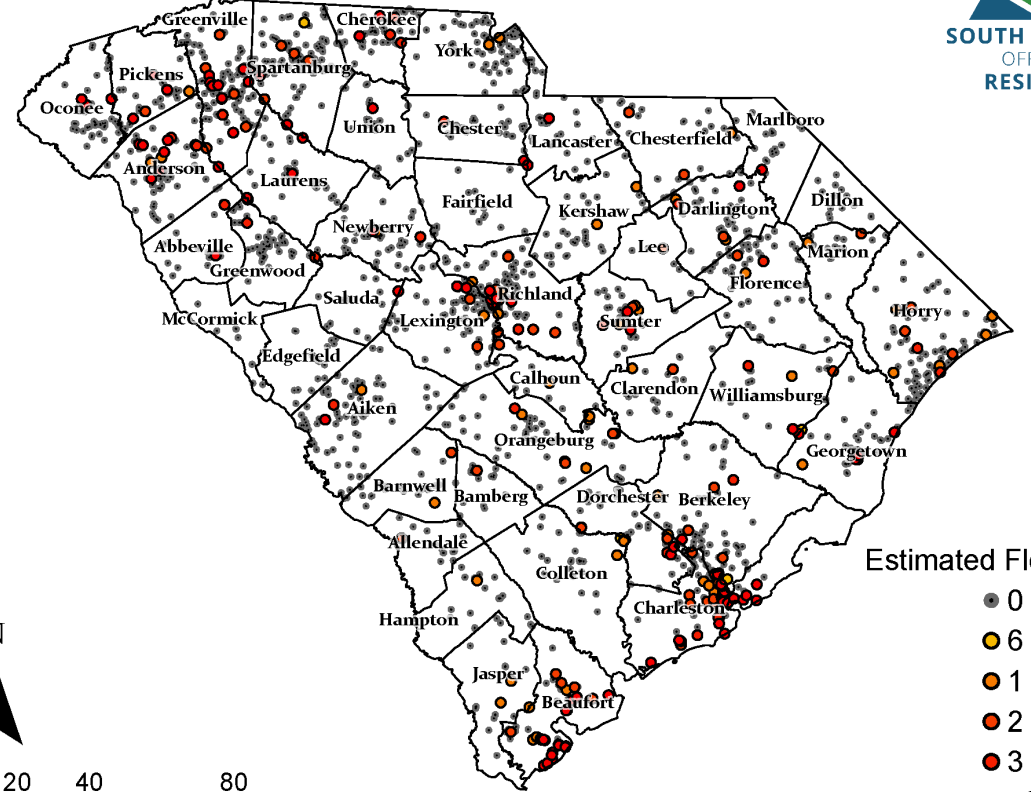 Greenville
Cherokee
York
SOUTH
OF
RESI
Pickens
Spartanburg
Oconee
Union
Chester
Lancaster
Chesterfield
Marlboro
Anderson
Laurens
Fairfield
Kershaw
Darlington
Dillon
Newberry
Lee
Marion
Abbeville
Greenwood
Florence
Saluda
Richland
McCormick
Lexington
Sumter
Horry
Edgefield
Calhoun
Clarendon
Williamsburg
Aiken
Orangeburg
Georgetown
Barnwell
Bamberg
Dorchester
Berkeley
Allendale
Colleton
Estimated Fl
0
Charleston
Hampton
6
N
Jasper
1
Beaufort
2
3
20 40 80